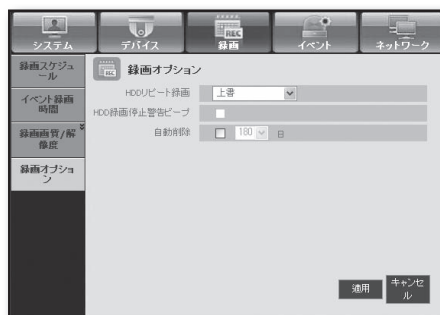 システム
デバイス
REC
録画
イベント
ネットワーク
録画スケジュ
ール
イベント録画
時間
録画画質/解
像度
録画オプショ
ン
REC
録画オプション
HDDリピート録画
上書
HDD録画停止警告ビープ
自動削除
180
日
適用
キャンセ
ル